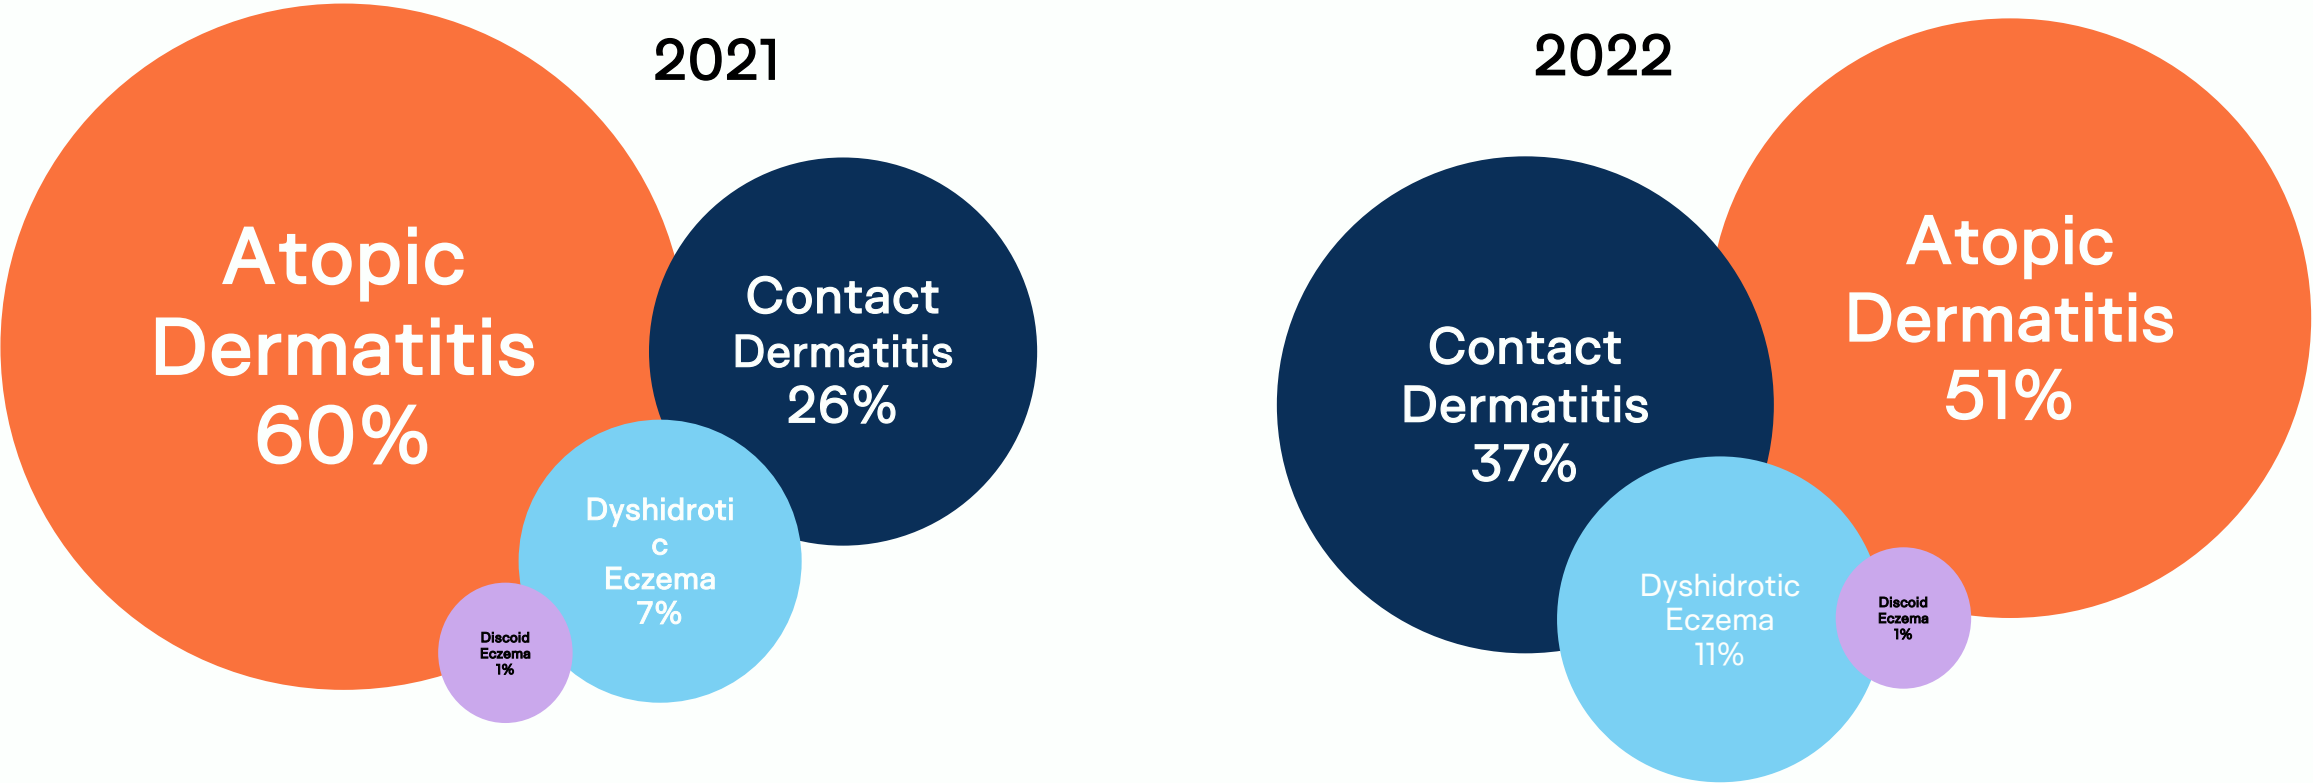 2021
Atopic
Dermatitis
60%
Contact
Dermatitis
26%
Dyshidroti
c
Eczema
7%
Discoid
Eczema
1%
2022
Contact
Dermatitis
37%
Atopic
Dermatitis
51%
Dyshidrotic
Eczema
11%
Discoid
Eczema
1%